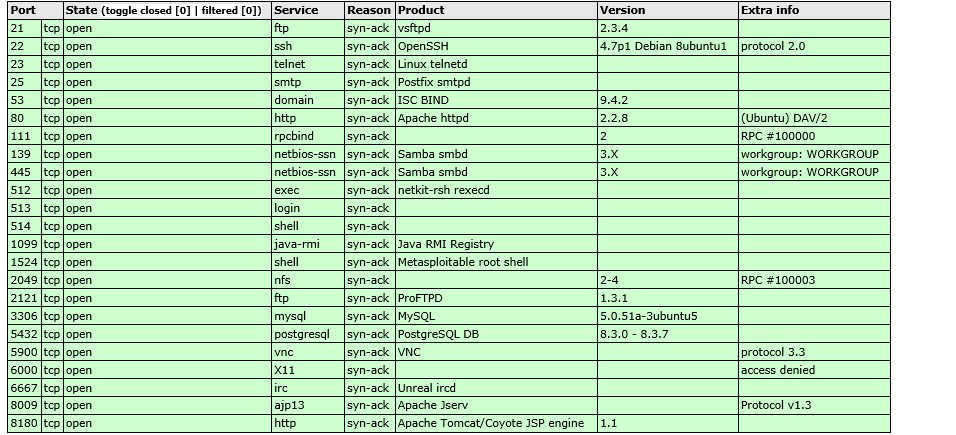 Port State (toggle closed [0] | filtered [0]) Service Reason Product Version Extra info
21 tcp open ftp syn-ack vsftpd 2.3.4
22 tcp open ssh syn-ack OpenSSH 4.7p1 Debian 8ubuntu1 protocol 2.0
23 tcp open telnet syn-ack Linux telnetd
25 tcp open smtp syn-ack Postfix smtpd
53 tcp open domain syn-ack ISC BIND 9.4.2
80 tcp open http syn-ack Apache httpd 2.2.8 (Ubuntu) DAV/2
111 tcp open rpcbind syn-ack 2 RPC #100000
139 tcp open netbios-ssn syn-ack Samba smbd 3.X workgroup: WORKGROUP
445 tcp open netbios-ssn syn-ack Samba smbd 3.X workgroup: WORKGROUP
512 tcp open exec syn-ack netkit-rsh rexecd
513 tcp open login syn-ack
514 tcp open shell syn-ack
1099 tcp open java-rmi syn-ack Java RMI Registry
1524 tcp open shell syn-ack Metasploitable root shell
2049 tcp open nfs syn-ack 2-4 RPC #100003
2121 tcp open ftp syn-ack ProFTPD 1.3.1
3306 tcp open mysql syn-ack MySQL 5.0.51a-3ubuntu5
5432 tcp open postgresql syn-ack PostgreSQL DB 8.3.0 - 8.3.7
5900 tcp open vnc syn-ack VNC protocol 3.3
6000 tcp open X11 syn-ack access denied
6667 tcp open irc syn-ack Unreal ircd
8009 tcp open ajp13 syn-ack Apache Jserv Protocol v1.3
8180 tcp open http syn-ack Apache Tomcat/Coyote JSP engine 1.1